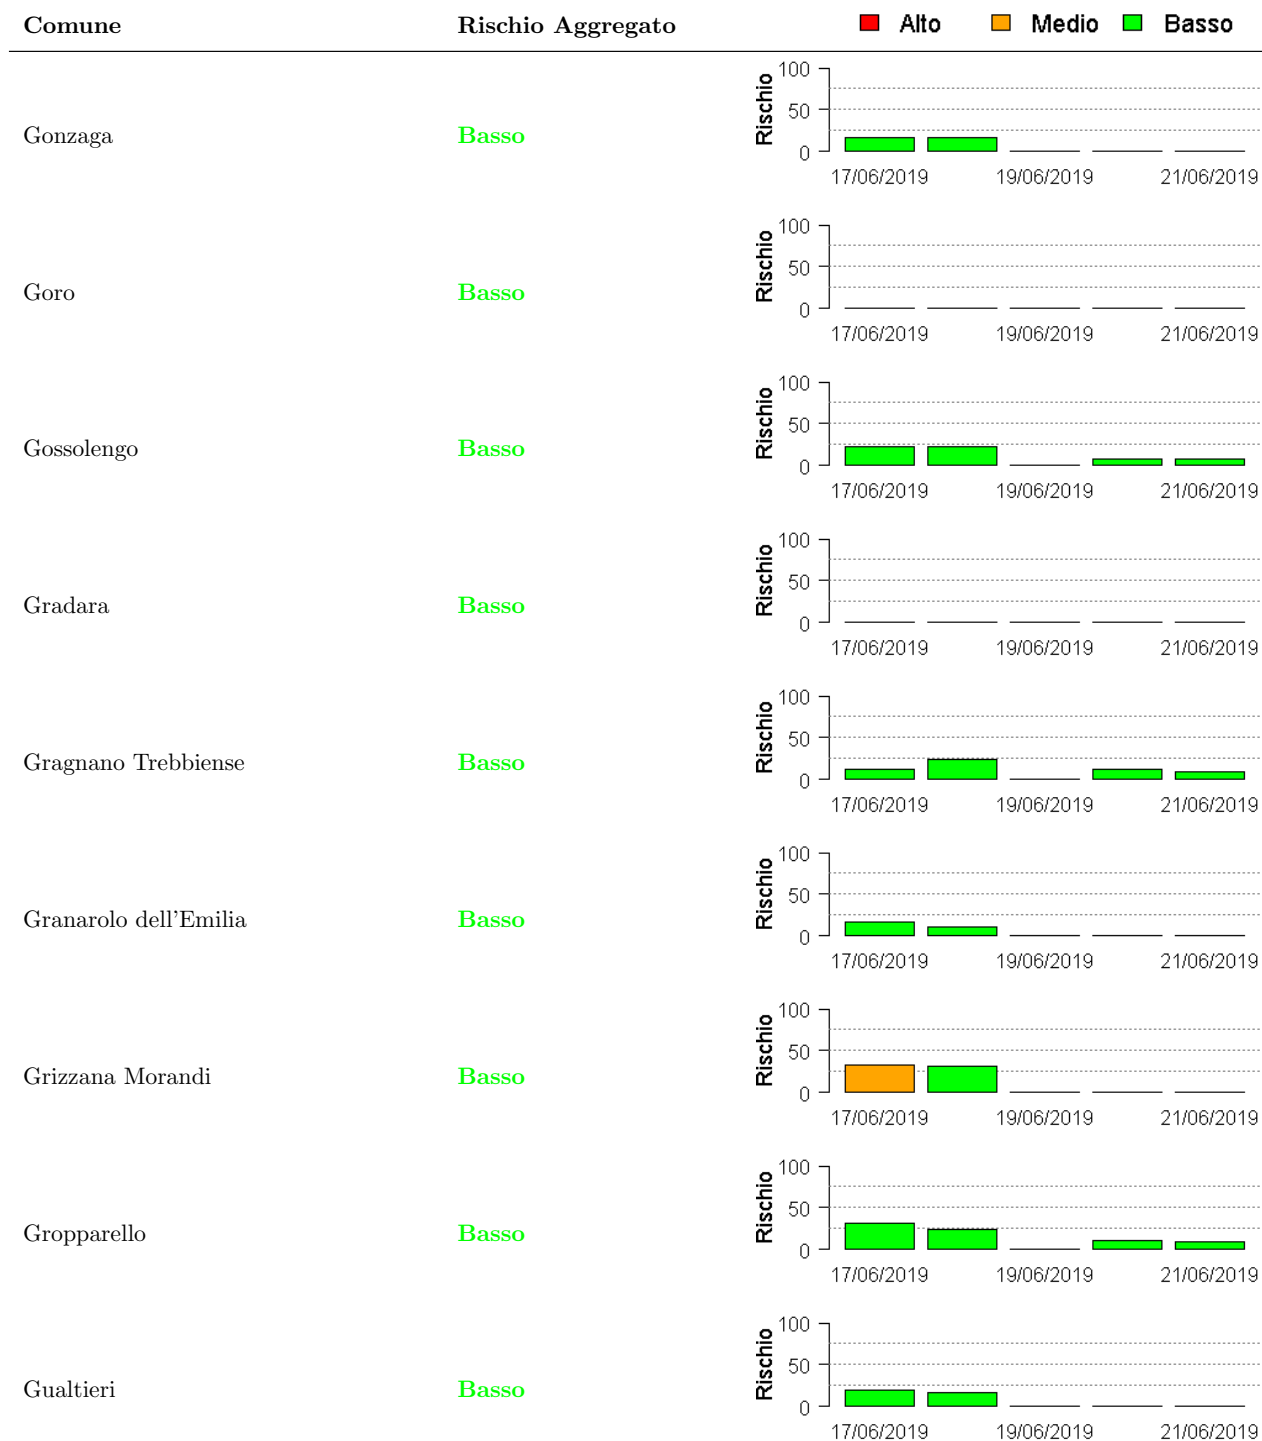 Comune Rischio Aggregato Alto Medio Basso
100
50
0
Rischio
Gonzaga Basso
17/06/2019 19/06/2019 21/06/2019
100
50
0
Rischio
Goro Basso
17/06/2019 19/06/2019 21/06/2019
100
50
0
Rischio
Gossolengo Basso
17/06/2019 19/06/2019 21/06/2019
100
50
0
Rischio
Gradara Basso
17/06/2019 19/06/2019 21/06/2019
100
50
0
Rischio
Gragnano Trebbiense Basso
17/06/2019 19/06/2019 21/06/2019
100
50
0
Rischio
Granarolo dell'Emilia Basso
17/06/2019 19/06/2019 21/06/2019
100
50
0
Rischio
Grizzana Morandi Basso
17/06/2019 19/06/2019 21/06/2019
100
50
0
Rischio
Gropparello Basso
17/06/2019 19/06/2019 21/06/2019
100
50
0
Rischio
Gualtieri Basso
17/06/2019 19/06/2019 21/06/2019